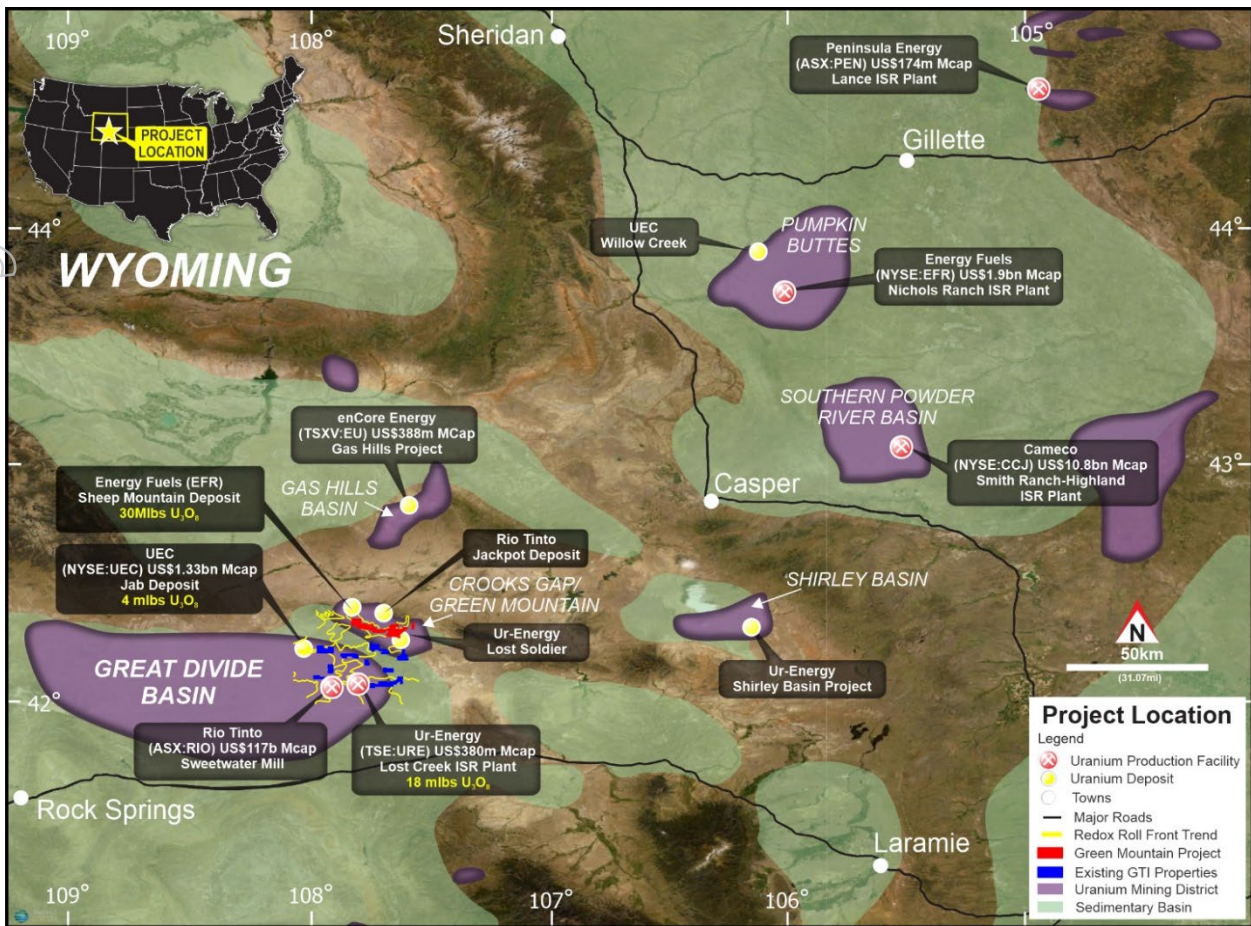 109°
108°
Sheridan
105°
Peninsula Energy
(ASX:PEN) US$174m Mcap
Lance ISR Plant
PROJECT
LOCATION
Gillette
44°
WYOMING
UEC
Willow Creek
PUMPKIN
BUTTES
44°
Energy Fuels
(NYSE:EFR) US$1.9bn Mcap
Nichols Ranch ISR Plant
enCore Energy
(TSXV:EU) US$388m MCap
Gas Hills Project
SOUTHERN POWDER
RIVER BASIN
Energy Fuels (EFR)
Sheep Mountain Deposit
30Mlbs U₃O₈
GAS HILLS
BASIN
Casper
43°
Cameco
(NYSE:CCJ) US$10.8bn Mcap
Smith Ranch-Highland
ISR Plant
UEC
(NYSE:UEC) US$1.33bn Mcap
Jab Deposit
4 mlbs U₃O₈
Rio Tinto
Jackpot Deposit
CROOKS GAP/
GREEN MOUNTAIN
SHIRLEY BASIN
Ur-Energy
Lost Soldier
N
50km
(31.07mi)
GREAT DIVIDE
BASIN
Ur-Energy
Shirley Basin Project
42°
42°
Rio Tinto
(ASX:RIO) US$117b Mcap
Sweetwater Mill
Ur-Energy
(TSE:URE) US$380m Mcap
Lost Creek ISR Plant
18 mlbs U₃O₈
Rock Springs
Laramie
109°
108°
107°
106°
Project Location
Legend
Uranium Production Facility
Uranium Deposit
Towns
Major Roads
Redox Roll Front Trend
Green Mountain Project
Existing GTI Properties
Uranium Mining District
Sedimentary Basin